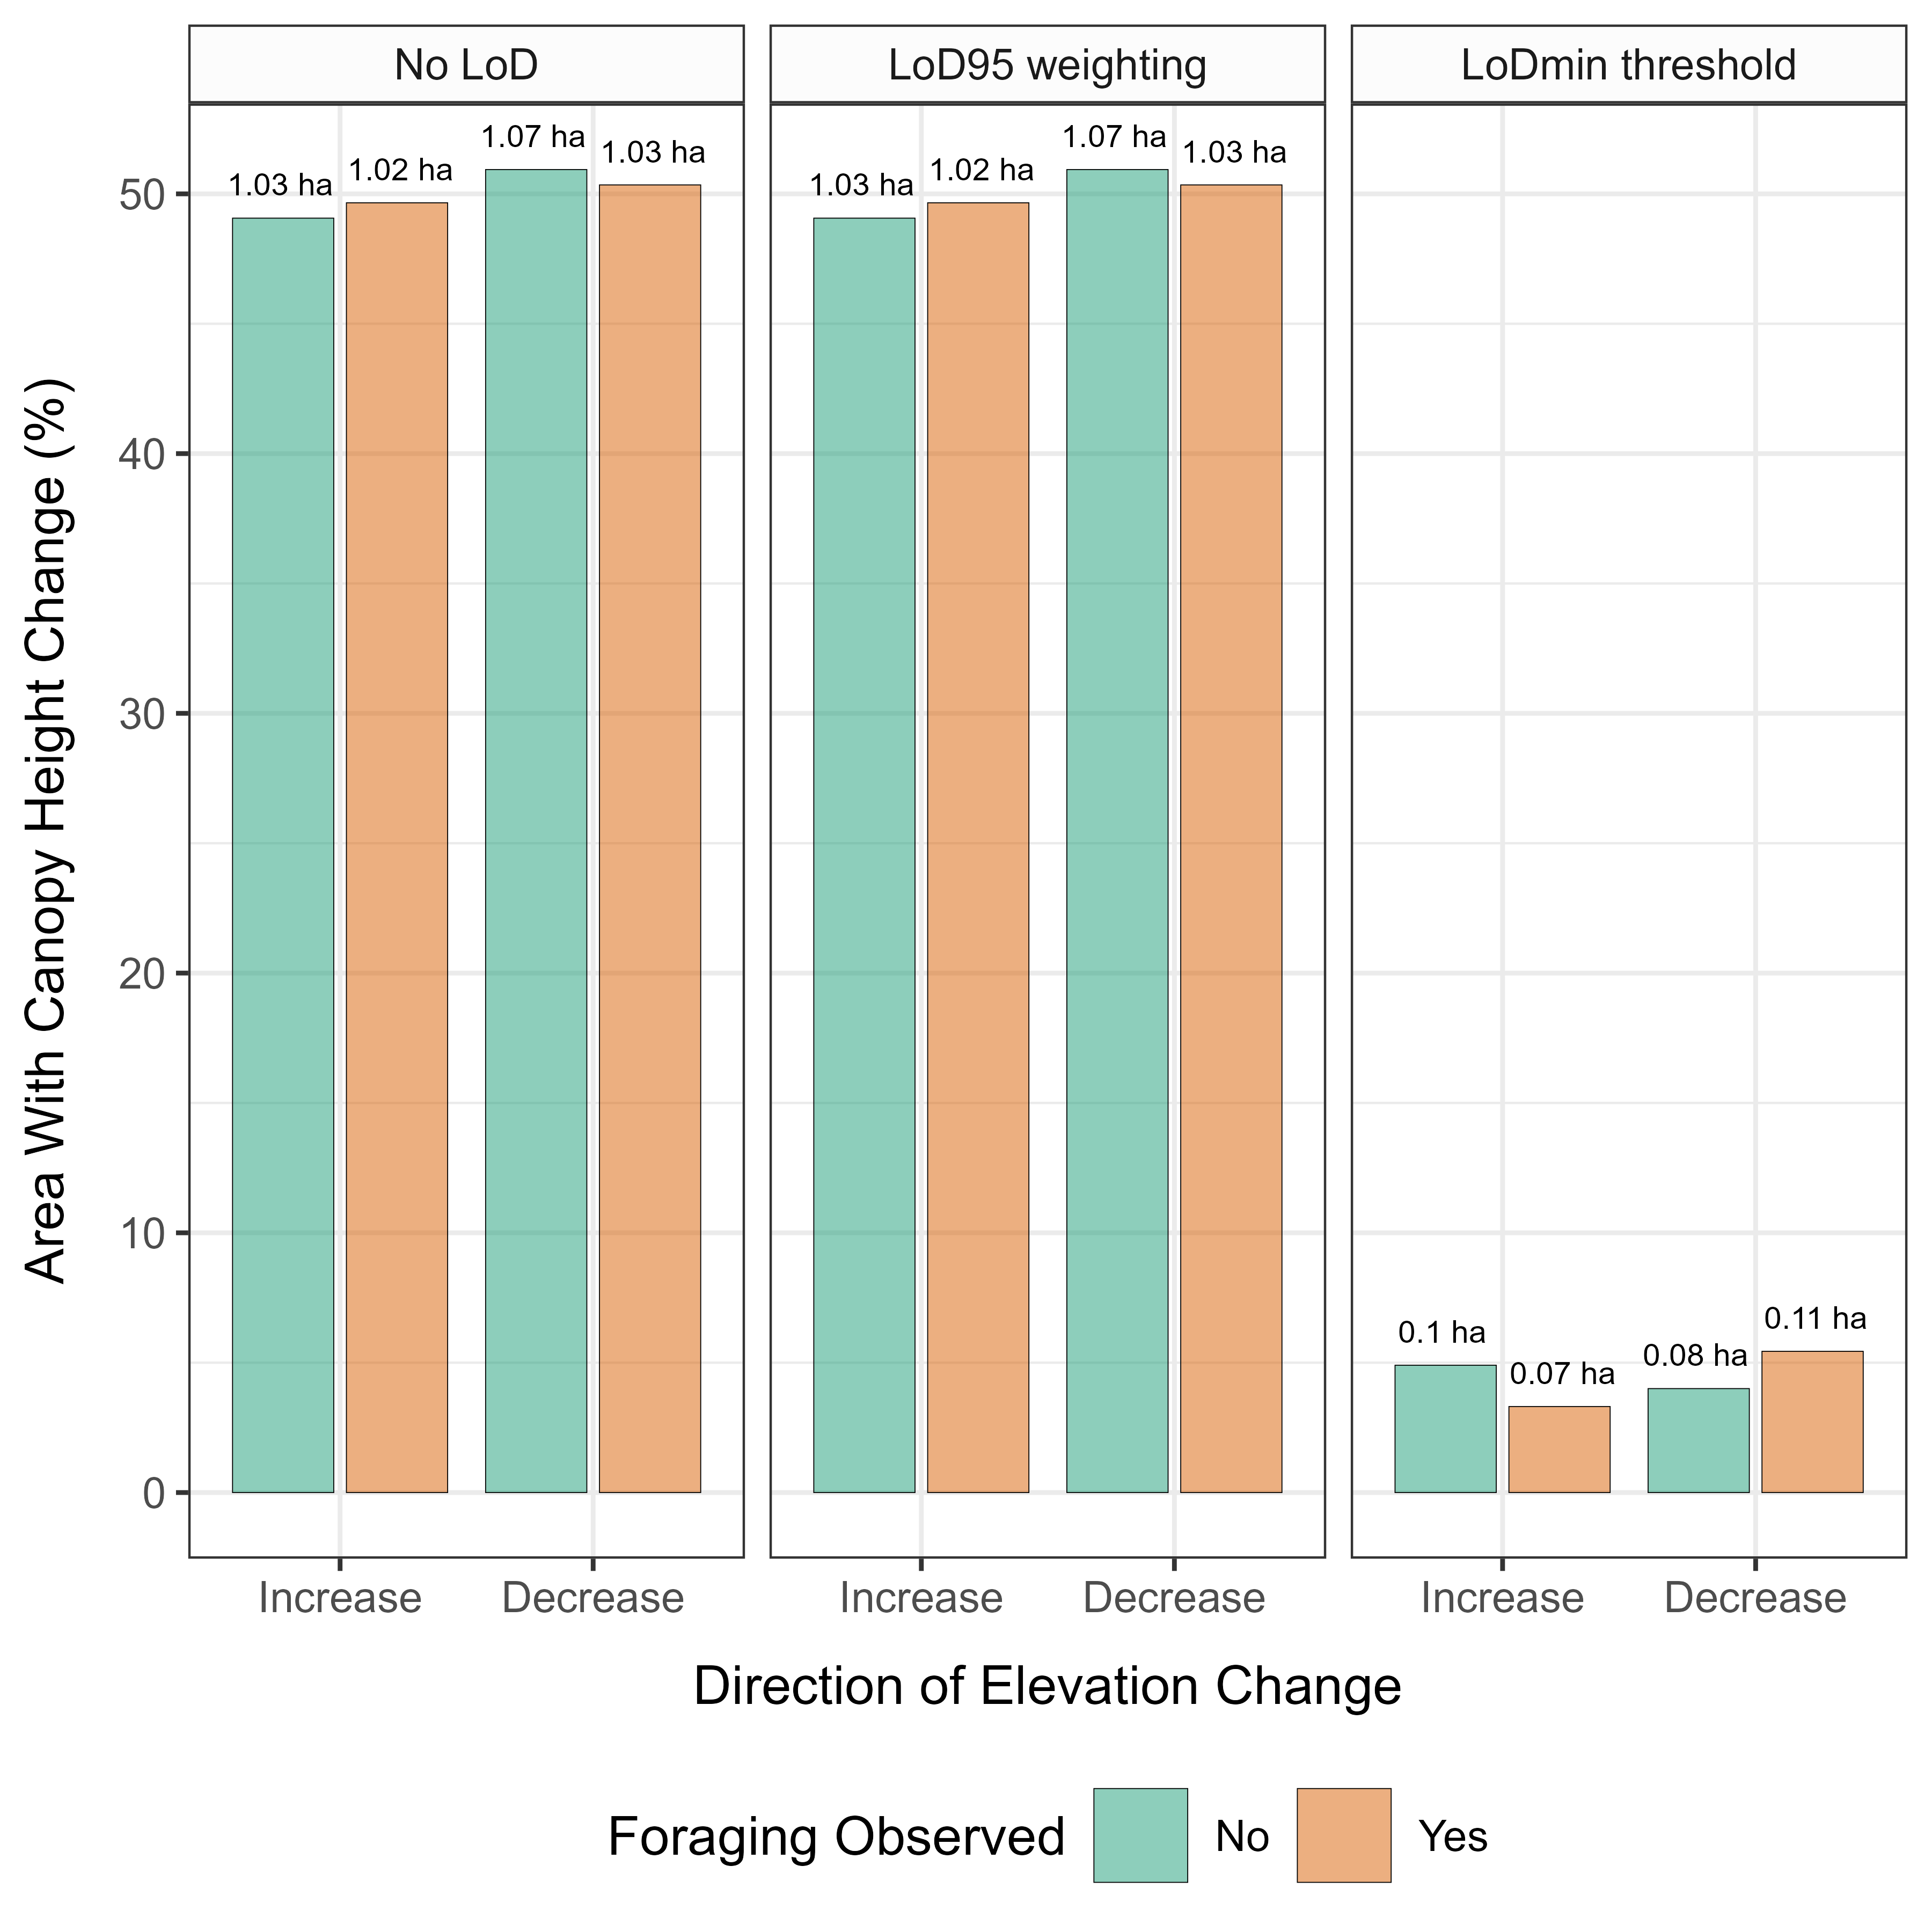 No LoD
LoD95 weighting
LoDmin threshold
1.03 ha
1.02 ha
1.07 ha
1.03 ha
1.03 ha
1.02 ha
1.07 ha
1.03 ha
0.1 ha
0.07 ha
0.08 ha
0.11 ha
Area With Canopy Height Change (%)
50
40
30
20
10
0
Increase
Decrease
Increase
Decrease
Increase
Decrease
Direction of Elevation Change
Foraging Observed
No
Yes